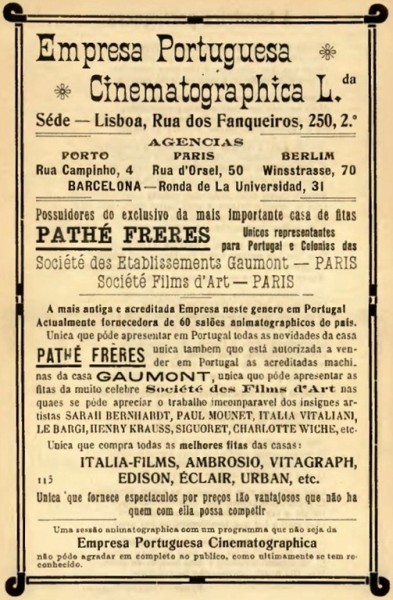 Empresa Portuguesa
Cinematographica L.da
Séde — Lisboa, Rua dos Fanqueiros, 250, 2.º
AGENCIAS
PORTO PARIS BERLIM
Rua Campinho, 4 Rua d'Orsel, 50 Winsstrasse, 70
BARCELONA — Ronda de La Universidad, 31
Possuidores do exclusivo da mais importante casa de fitas
PATHÉ FRERES Unicos representantes
para Portugal e Colonias das
Société des Etablissements Gaumont — PARIS
Société Films d'Art — PARIS
A mais antiga e acreditada Empresa neste genero em Portugal
Actualmente fornecedora de 60 salões animatographicos do país.
Unica que póde apresentar em Portugal todas as novidades da casa
PATHÉ FRÈRES unica tambem que está autorizada a ven-
der em Portugal as acreditadas machi-
nas da casa GAUMONT, unica que póde apresentar as
fitas da muito celebre Société des Films d'Art nas
quaes se póde apreciar o trabalho incomparavel dos insignes ar-
tistas SARAH BERNHARDT, PAUL MOUNET, ITALIA VITALIANI,
LE BARGI, HENRY KRAUSS, SIGUORET, CHARLOTTE WICHE, etc.
Unica que compra todas as melhores fitas das casas:
ITALIA-FILMS, AMBROSIO, VITAGRAPH,
115 EDISON, ÉCLAIR, URBAN, etc.
Unica que fornece espectaculos por preços tão vantajosos que não ha
quem com ella possa competir
Uma sessão animatographica com um programma que não seja da
Empresa Portuguesa Cinematographica
não póde agradar em completo ao publico, como ultimamente se tem re-
conhecido.